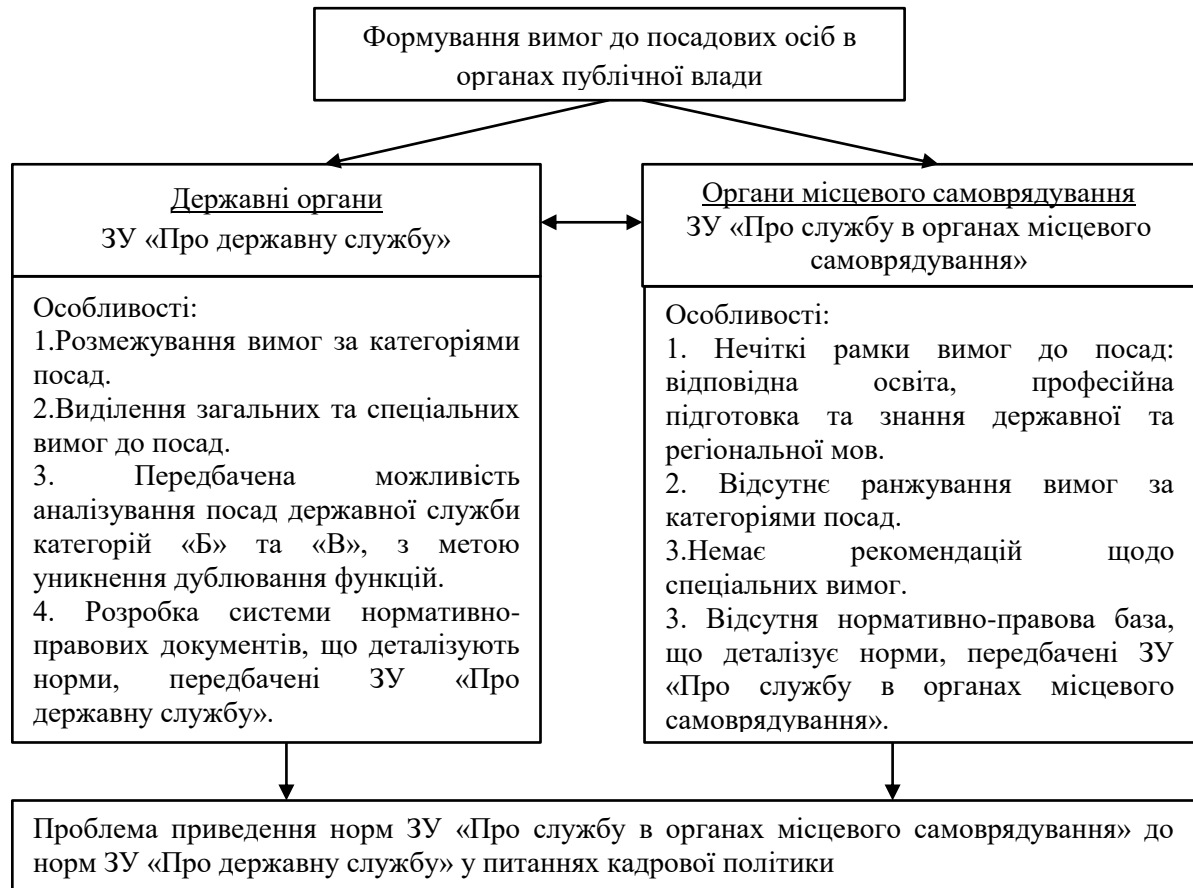 Формування вимог до посадових осіб в
органах публічної влади
Державні органи
ЗУ «Про державну службу»
Особливості:
1.Розмежування вимог за категоріями
посад.
2.Виділення загальних та спеціальних
вимог до посад.
3. Передбачена можливість
аналізування посад державної служби
категорій «Б» та «В», з метою
уникнення дублювання функцій.
4. Розробка системи нормативно-
правових документів, що деталізують
норми, передбачені ЗУ «Про
державну службу».
Органи місцевого самоврядування
ЗУ «Про службу в органах місцевого
самоврядування»
Особливості:
1. Нечіткі рамки вимог до посад:
відповідна освіта, професійна
підготовка та знання державної та
регіональної мов.
2. Відсутнє ранжування вимог за
категоріями посад.
3.Немає рекомендацій щодо
спеціальних вимог.
3. Відсутня нормативно-правова база,
що деталізує норми, передбачені ЗУ
«Про службу в органах місцевого
самоврядування».
Проблема приведення норм ЗУ «Про службу в органах місцевого самоврядування» до
норм ЗУ «Про державну службу» у питаннях кадрової політики